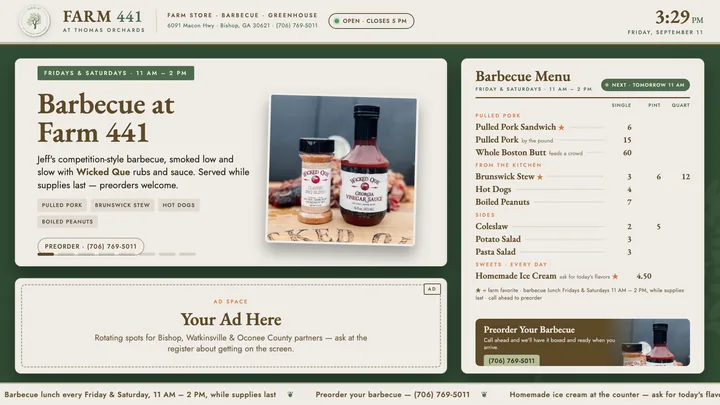 FARM 441
AT THOMAS ORCHARDS
FARM STORE · BARBECUE · GREENHOUSE
6091 Macon Hwy · Bishop, GA 30621 · (706) 769-5011
OPEN · CLOSES 5 PM
3:29 PM
FRIDAY, SEPTEMBER 11
FRIDAYS & SATURDAYS · 11 AM – 2 PM
Barbecue at
Farm 441
Jeff's competition-style barbecue, smoked low and
slow with Wicked Que rubs and sauce. Served while
supplies last — preorders welcome.
PULLED PORK
BRUNSWICK STEW
HOT DOGS
BOILED PEANUTS
PREORDER · (706) 769-5011
WICKED QUE
WICKED QUE
GEORGIA
VINEGAR SAUCE
AD
AD SPACE
Your Ad Here
Rotating spots for Bishop, Watkinsville & Oconee County partners — ask at the
register about getting on the screen.
Barbecue Menu
FRIDAY & SATURDAY · 11 AM – 2 PM
NEXT · TOMORROW 11 AM
SINGLE PINT QUART
PULLED PORK
Pulled Pork Sandwich ★ 6
Pulled Pork by the pound 15
Whole Boston Butt feeds a crowd 60
FROM THE KITCHEN
Brunswick Stew ★ 3 6 12
Hot Dogs 4
Boiled Peanuts 7
SIDES
Coleslaw 2 5
Potato Salad 3
Pasta Salad 3
SWEETS · EVERY DAY
Homemade Ice Cream ask for today's flavors ★ 4.50
★ = farm favorite · barbecue lunch Fridays & Saturdays 11 AM – 2 PM, while supplies
last · call ahead to preorder
Preorder Your Barbecue
Call ahead and we'll have it boxed and ready when you
arrive.
(706) 769-5011
Barbecue lunch every Friday & Saturday, 11 AM – 2 PM, while supplies last
Preorder your barbecue — (706) 769-5011
Homemade ice cream at the counter — ask for today's flavo